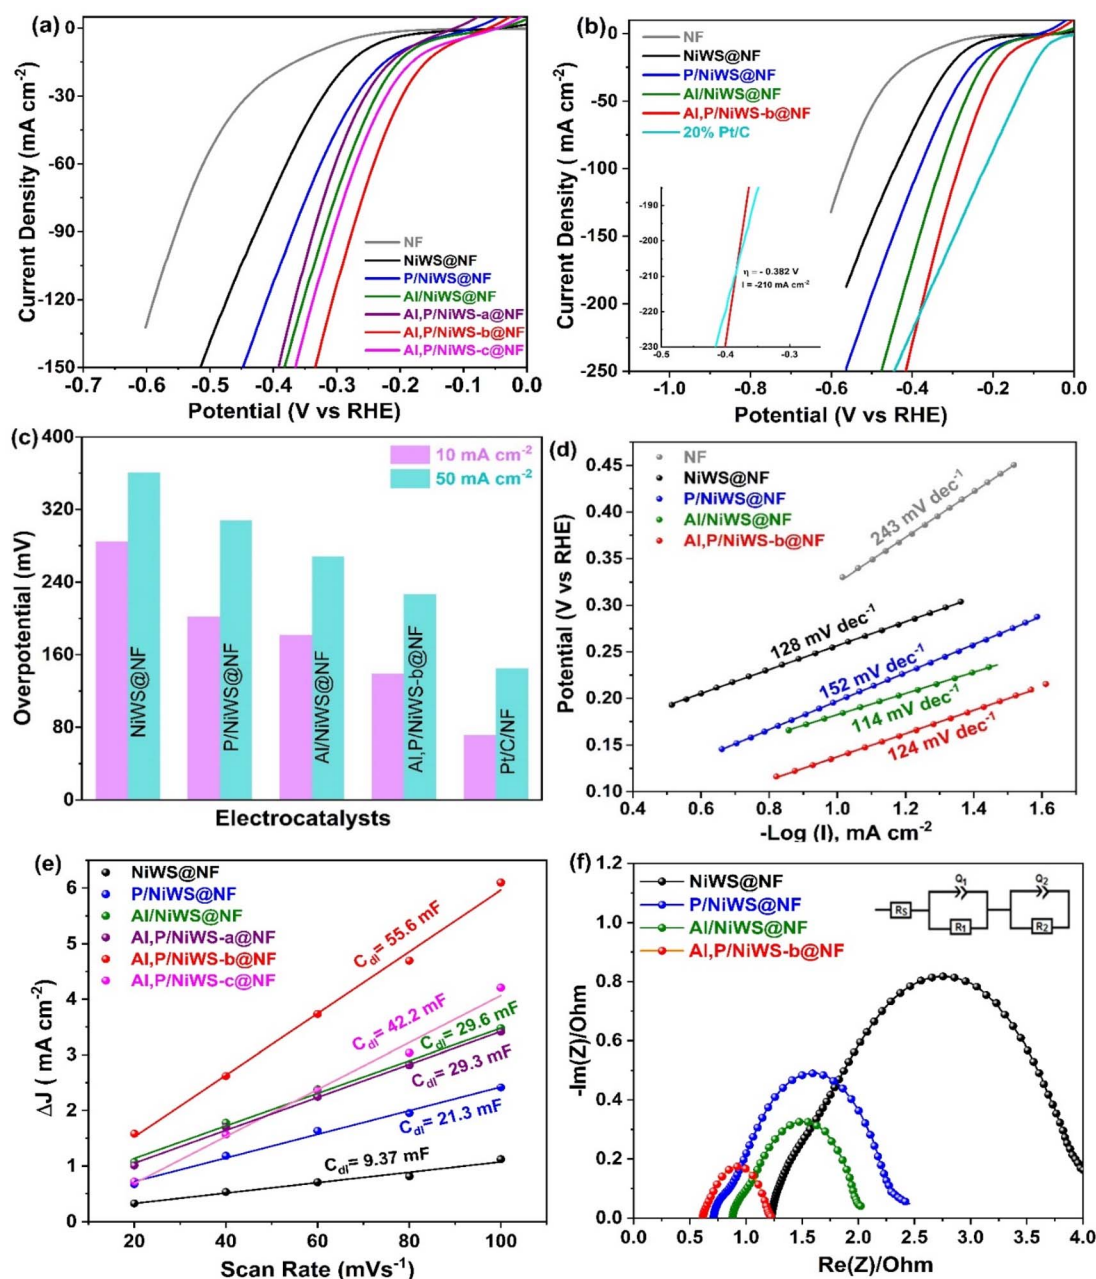 (a)
Current Density (mA cm-2)
0
-30
-60
-90
-120
-150
NF
NiWS@NF
P/NiWS@NF
Al/NiWS@NF
Al,P/NiWS-a@NF
Al,P/NiWS-b@NF
Al,P/NiWS-c@NF
-0.7 -0.6 -0.5 -0.4 -0.3 -0.2 -0.1 0.0
Potential (V vs RHE)
(b)
Current Density ( mA cm-2)
0
-50
-100
-150
-200
-250
NF
NiWS@NF
P/NiWS@NF
Al/NiWS@NF
Al,P/NiWS-b@NF
20% Pt/C
-190
-200
-210
-220
-230
η = - 0.382 V
I = -210 mA cm-2
-0.5 -0.4 -0.3
-1.0 -0.8 -0.6 -0.4 -0.2 0.0
Potential (V vs RHE)
(c)
Overpotential (mV)
400
320
240
160
80
0
10 mA cm-2
50 mA cm-2
NiWS@NF
P/NiWS@NF
Al/NiWS@NF
Al,P/NiWS-b@NF
Pt/C/NF
Electrocatalysts
(d)
Potential (V vs RHE)
0.45
0.40
0.35
0.30
0.25
0.20
0.15
0.10
NF
NiWS@NF
P/NiWS@NF
Al/NiWS@NF
Al,P/NiWS-b@NF
243 mV dec-1
128 mV dec-1
152 mV dec-1
114 mV dec-1
124 mV dec-1
0.4 0.6 0.8 1.0 1.2 1.4 1.6
-Log (I), mA cm-2
(e)
ΔJ ( mA cm-2)
6
5
4
3
2
1
0
NiWS@NF
P/NiWS@NF
Al/NiWS@NF
Al,P/NiWS-a@NF
Al,P/NiWS-b@NF
Al,P/NiWS-c@NF
Cdl= 55.6 mF
Cdl= 42.2 mF
Cdl= 29.6 mF
Cdl= 29.3 mF
Cdl= 21.3 mF
Cdl= 9.37 mF
20 40 60 80 100
Scan Rate (mVs-1)
(f)
-Im(Z)/Ohm
1.2
1.0
0.8
0.6
0.4
0.2
0.0
NiWS@NF
P/NiWS@NF
Al/NiWS@NF
Al,P/NiWS-b@NF
Q1 Q2
RS
R1 R2
0.0 0.5 1.0 1.5 2.0 2.5 3.0 3.5 4.0
Re(Z)/Ohm